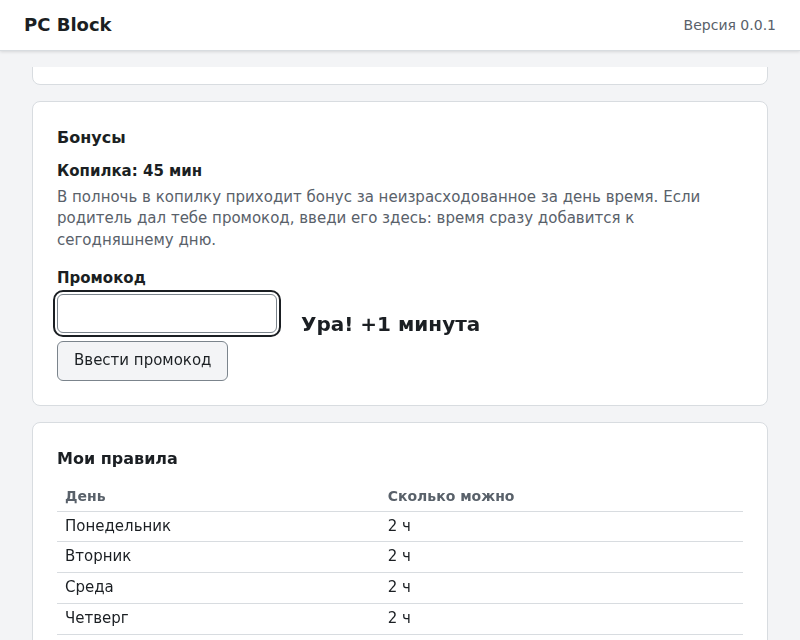 PC Block
Версия 0.0.1
Бонусы
Копилка: 45 мин
В полночь в копилку приходит бонус за неизрасходованное за день время. Если
родитель дал тебе промокод, введи его здесь: время сразу добавится к
сегодняшнему дню.
Промокод
Ура! +1 минута
Ввести промокод
Мои правила
День Сколько можно
Понедельник 2 ч
Вторник 2 ч
Среда 2 ч
Четверг 2 ч